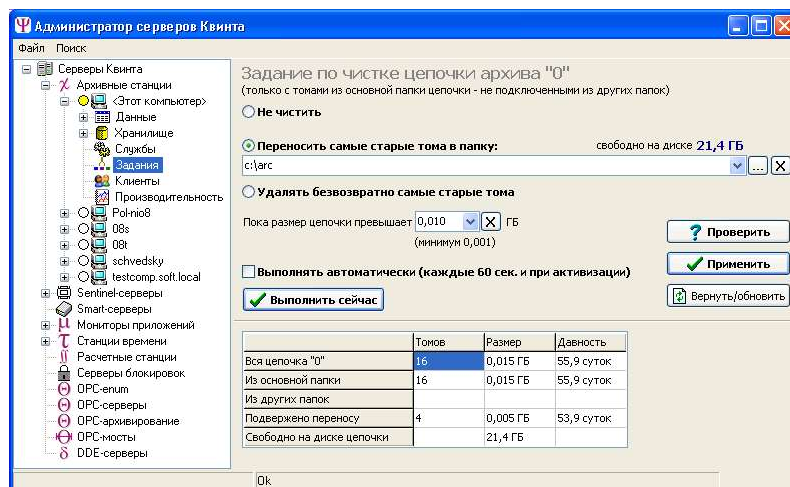 Администратор серверов Квинта
Файл Поиск
Серверы Квинта
Архивные станции
<Этот компьютер>
Данные
Хранилище
Службы
Задания
Клиенты
Производительность
Pol-nio8
08s
08t
schvedsky
testcomp.soft.local
Sentinel-серверы
Smart-серверы
Мониторы приложений
Станции времени
Расчетные станции
Серверы блокировок
OPC-enum
OPC-серверы
OPC-архивирование
OPC-мосты
DDE-серверы
Задание по чистке цепочки архива "0"
(только с томами из основной папки цепочки - не подключенными из других папок)
Не чистить
Переносить самые старые тома в папку: свободно на диске 21,4 ГБ
c:\arc ... X
Удалять безвозвратно самые старые тома
Пока размер цепочки превышает 0,010 X ГБ
(минимум 0,001)
? Проверить
Применить
Выполнять автоматически (каждые 60 сек. и при активизации)
Выполнить сейчас
Вернуть/обновить
Томов Размер Давность
Вся цепочка "0" 16 0,015 ГБ 55,9 суток
Из основной папки 16 0,015 ГБ 55,9 суток
Из других папок
Подвержено переносу 4 0,005 ГБ 53,9 суток
Свободно на диске цепочки 21,4 ГБ
Ok